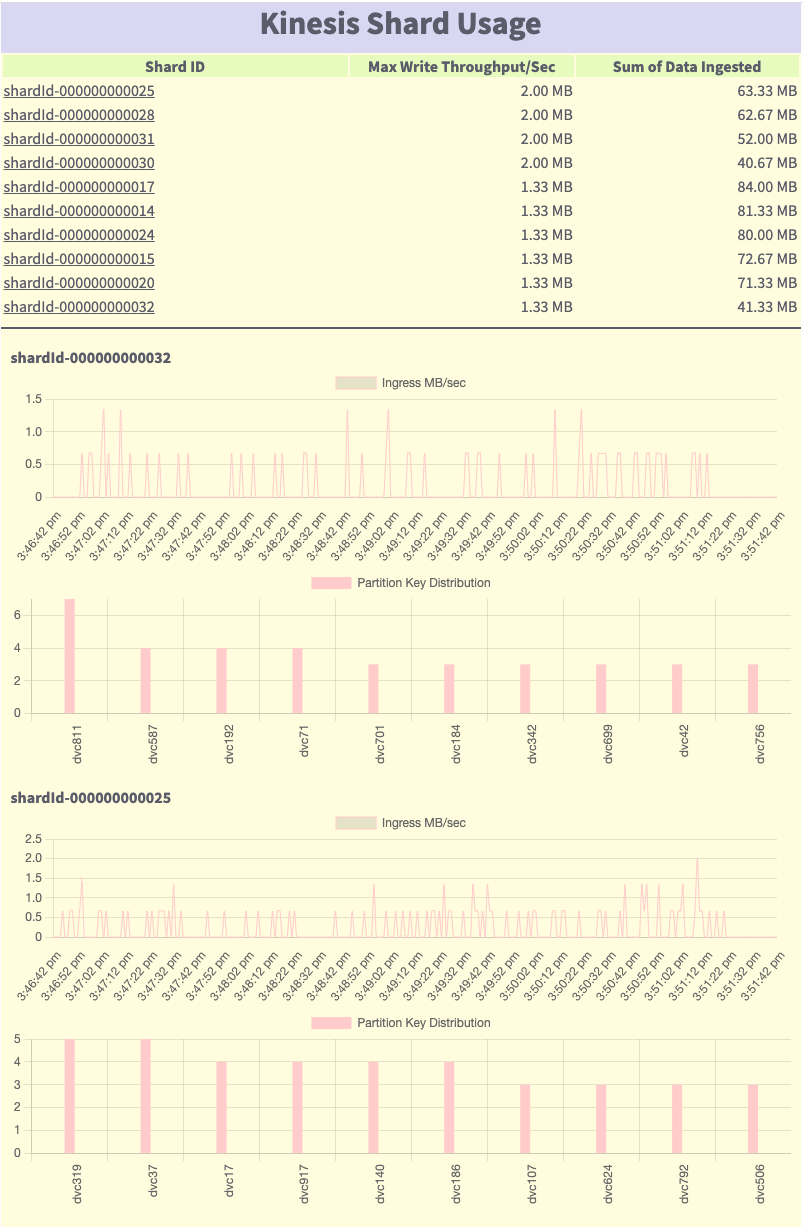 Kinesis Shard Usage
Shard ID Max Write Throughput/Sec Sum of Data Ingested
shardId-000000000025 2.00 MB 63.33 MB
shardId-000000000028 2.00 MB 62.67 MB
shardId-000000000031 2.00 MB 52.00 MB
shardId-000000000030 2.00 MB 40.67 MB
shardId-000000000017 1.33 MB 84.00 MB
shardId-000000000014 1.33 MB 81.33 MB
shardId-000000000024 1.33 MB 80.00 MB
shardId-000000000015 1.33 MB 72.67 MB
shardId-000000000020 1.33 MB 71.33 MB
shardId-000000000032 1.33 MB 41.33 MB
shardId-000000000032
Ingress MB/sec
1.5
1.0
0.5
0
3:46:42 pm 3:46:52 pm 3:47:02 pm 3:47:12 pm 3:47:22 pm 3:47:32 pm 3:47:42 pm 3:47:52 pm 3:48:02 pm 3:48:12 pm 3:48:22 pm 3:48:32 pm 3:48:42 pm 3:48:52 pm 3:49:02 pm 3:49:12 pm 3:49:22 pm 3:49:32 pm 3:49:42 pm 3:49:52 pm 3:50:02 pm 3:50:12 pm 3:50:22 pm 3:50:32 pm 3:50:42 pm 3:50:52 pm 3:51:02 pm 3:51:12 pm 3:51:22 pm 3:51:32 pm 3:51:42 pm
Partition Key Distribution
6
4
2
0
dvc811 dvc587 dvc192 dvc71 dvc701 dvc184 dvc342 dvc699 dvc42 dvc756
shardId-000000000025
Ingress MB/sec
2.5
2.0
1.5
1.0
0.5
0
3:46:42 pm 3:46:52 pm 3:47:02 pm 3:47:12 pm 3:47:22 pm 3:47:32 pm 3:47:42 pm 3:47:52 pm 3:48:02 pm 3:48:12 pm 3:48:22 pm 3:48:32 pm 3:48:42 pm 3:48:52 pm 3:49:02 pm 3:49:12 pm 3:49:22 pm 3:49:32 pm 3:49:42 pm 3:49:52 pm 3:50:02 pm 3:50:12 pm 3:50:22 pm 3:50:32 pm 3:50:42 pm 3:50:52 pm 3:51:02 pm 3:51:12 pm 3:51:22 pm 3:51:32 pm 3:51:42 pm
Partition Key Distribution
5
4
3
2
1
0
dvc319 dvc37 dvc17 dvc917 dvc140 dvc186 dvc107 dvc624 dvc792 dvc506